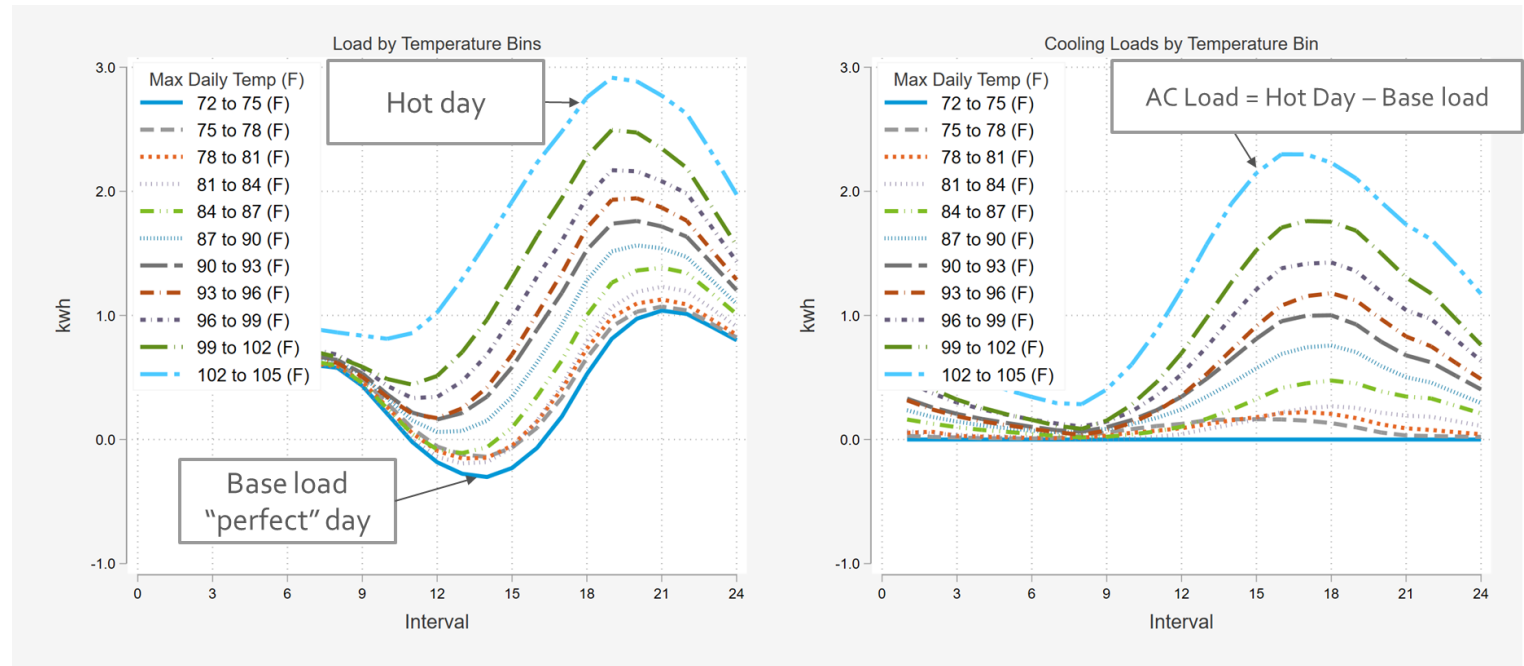 Load by Temperature Bins
Max Daily Temp (F)
72 to 75 (F)
75 to 78 (F)
78 to 81 (F)
81 to 84 (F)
84 to 87 (F)
87 to 90 (F)
90 to 93 (F)
93 to 96 (F)
96 to 99 (F)
99 to 102 (F)
102 to 105 (F)
Hot day
Base load
“perfect” day
kwh
3.0
2.0
1.0
0.0
-1.0
0 3 6 9 12 15 18 21 24
Interval
Cooling Loads by Temperature Bin
Max Daily Temp (F)
72 to 75 (F)
75 to 78 (F)
78 to 81 (F)
81 to 84 (F)
84 to 87 (F)
87 to 90 (F)
90 to 93 (F)
93 to 96 (F)
96 to 99 (F)
99 to 102 (F)
102 to 105 (F)
AC Load = Hot Day – Base load
kwh
3.0
2.0
1.0
0.0
-1.0
0 3 6 9 12 15 18 21 24
Interval